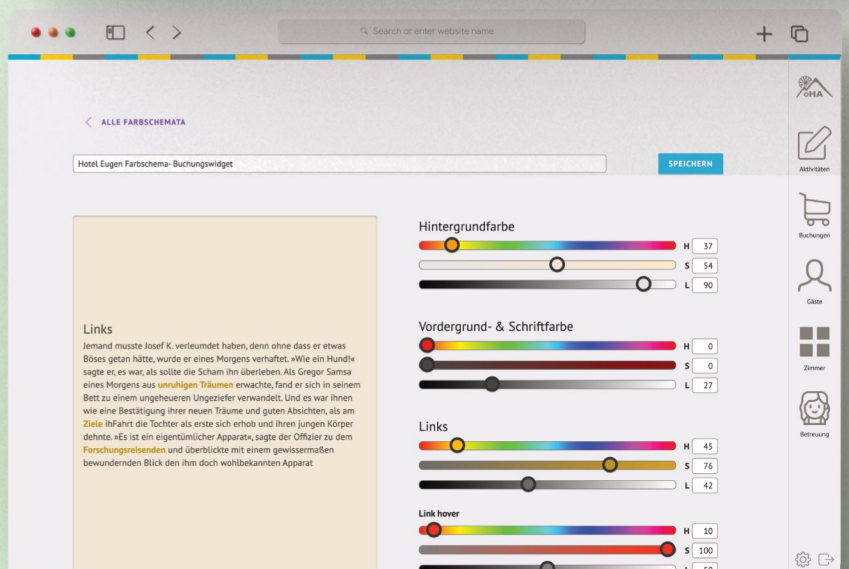 Search or enter website name
oHA
ALLE FARBSCHEMATA
Hotel Eugen Farbschema- Buchungswidget
SPEICHERN
Aktivitäten
Buchungen
Gäste
Zimmer
Betreuung
Links
Jemand musste Josef K. verleumdet haben, denn ohne dass er etwas
Böses getan hätte, wurde er eines Morgens verhaftet. »Wie ein Hund!«
sagte er, es war, als sollte die Scham ihn überleben. Als Gregor Samsa
eines Morgens aus unruhigen Träumen erwachte, fand er sich in seinem
Bett zu einem ungeheueren Ungeziefer verwandelt. Und es war ihnen
wie eine Bestätigung ihrer neuen Träume und guten Absichten, als am
Ziele ihFahrt die Tochter als erste sich erhob und ihren jungen Körper
dehnte. »Es ist ein eigentümlicher Apparat«, sagte der Offizier zu dem
Forschungsreisenden und überblickte mit einem gewissermaßen
bewundernden Blick den ihm doch wohlbekannten Apparat
Hintergrundfarbe
H 37
S 54
L 90
Vordergrund- & Schriftfarbe
H 0
S 0
L 27
Links
H 45
S 76
L 42
Link hover
H 10
S 100